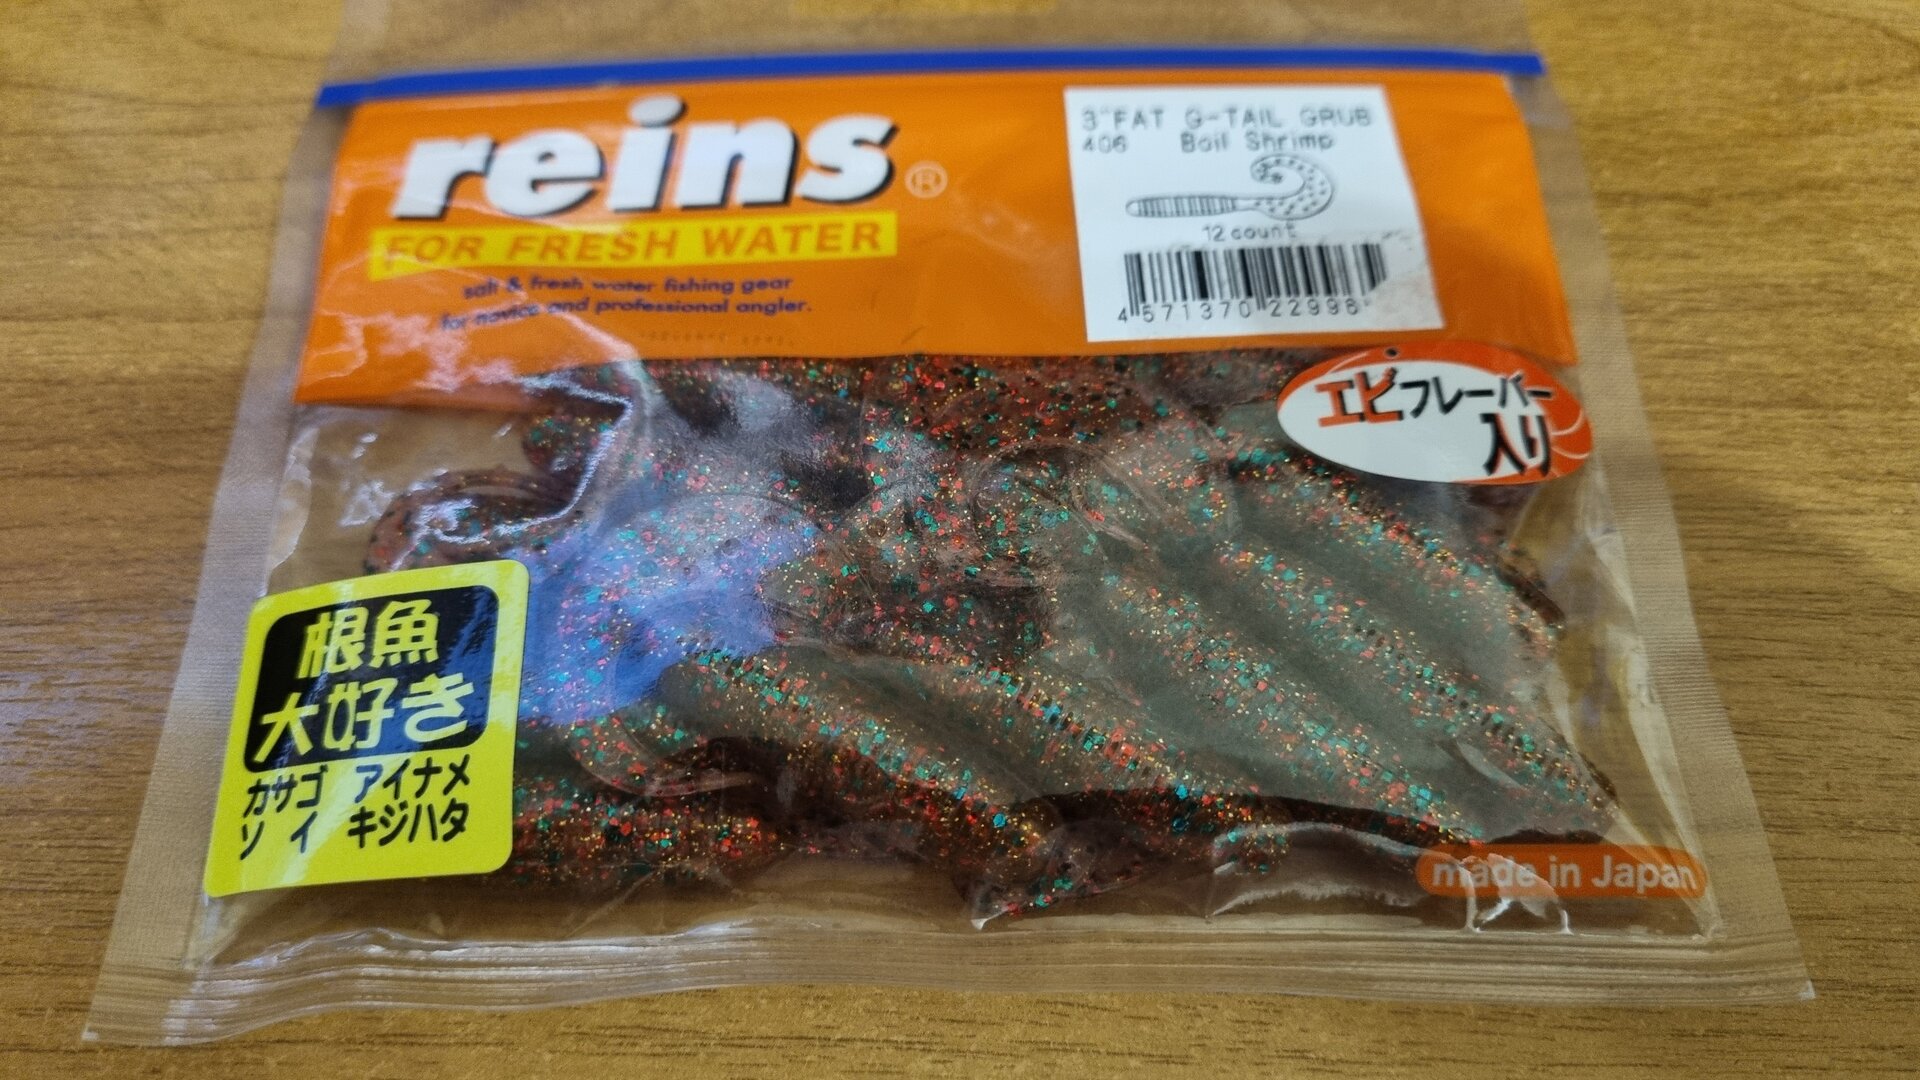 reins®
FOR FRESH WATER
salt & fresh water fishing gear
for novice and professional angler.
3"FAT G-TAIL GRUB
406 Boil Shrimp
12 count
4 571370 22998
エビフレーバー
入り
根魚
大好き
カサゴ アイナメ
ソイ キジハタ
made in Japan